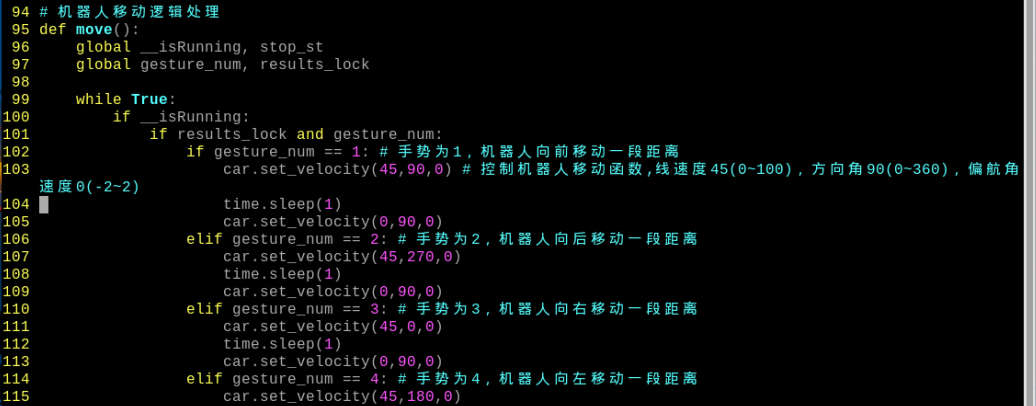 94 # 机器人移动逻辑处理
95 def move():
96     global __isRunning, stop_st
97     global gesture_num, results_lock
98
99     while True:
100         if __isRunning:
101             if results_lock and gesture_num:
102                 if gesture_num == 1: # 手势为1,机器人向前移动一段距离
103                     car.set_velocity(45,90,0) # 控制机器人移动函数,线速度45(0~100), 方向角90(0~360), 偏航角
速度0(-2~2)
104                     time.sleep(1)
105                     car.set_velocity(0,90,0)
106                 elif gesture_num == 2: # 手势为2,机器人向后移动一段距离
107                     car.set_velocity(45,270,0)
108                     time.sleep(1)
109                     car.set_velocity(0,90,0)
110                 elif gesture_num == 3: # 手势为3,机器人向右移动一段距离
111                     car.set_velocity(45,0,0)
112                     time.sleep(1)
113                     car.set_velocity(0,90,0)
114                 elif gesture_num == 4: # 手势为4,机器人向左移动一段距离
115                     car.set_velocity(45,180,0)